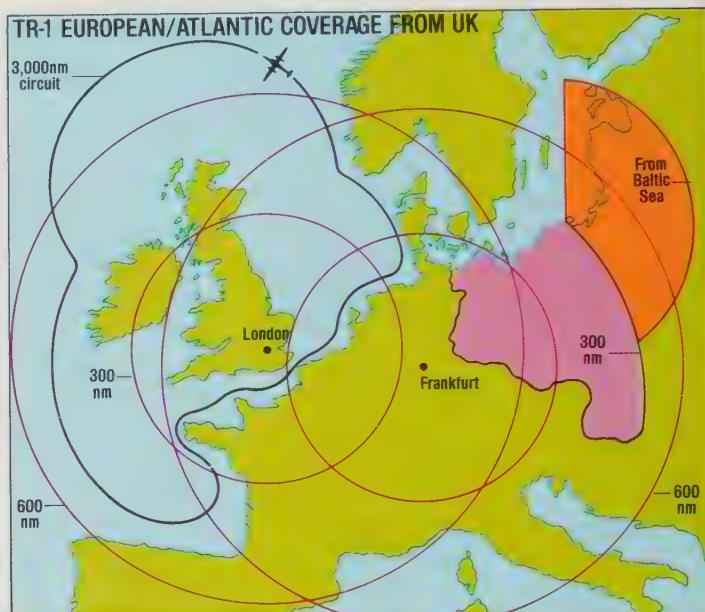 TR-1 EUROPEAN/ATLANTIC COVERAGE FROM UK
3,000nm
circuit
From
Baltic
Sea
London
300
nm
Frankfurt
300
nm
600
nm
600
nm